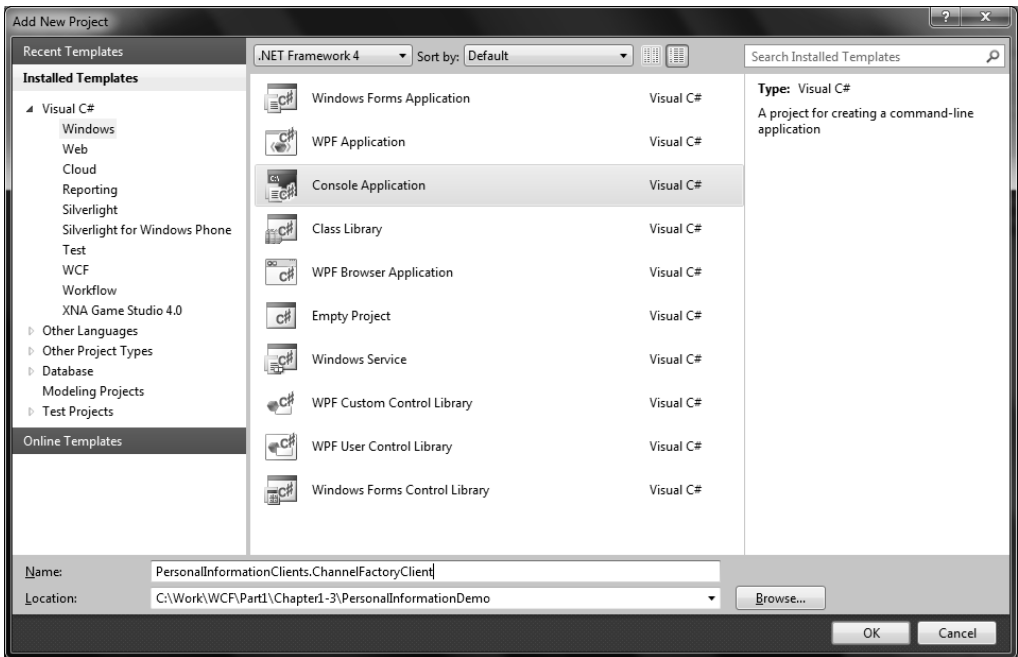 Add New Project
? x
Recent Templates
Installed Templates
Visual C#
Windows
Web
Cloud
Reporting
Silverlight
Silverlight for Windows Phone
Test
WCF
Workflow
XNA Game Studio 4.0
Other Languages
Other Project Types
Database
Modeling Projects
Test Projects
Online Templates
.NET Framework 4 Sort by: Default
Windows Forms Application Visual C#
WPF Application Visual C#
Console Application Visual C#
Class Library Visual C#
WPF Browser Application Visual C#
Empty Project Visual C#
Windows Service Visual C#
WPF Custom Control Library Visual C#
WPF User Control Library Visual C#
Windows Forms Control Library Visual C#
Search Installed Templates
Type: Visual C#
A project for creating a command-line
application
Name: PersonalInformationClients.ChannelFactoryClient
Location: C:\Work\WCF\Part1\Chapter1-3\PersonalInformationDemo Browse...
OK Cancel